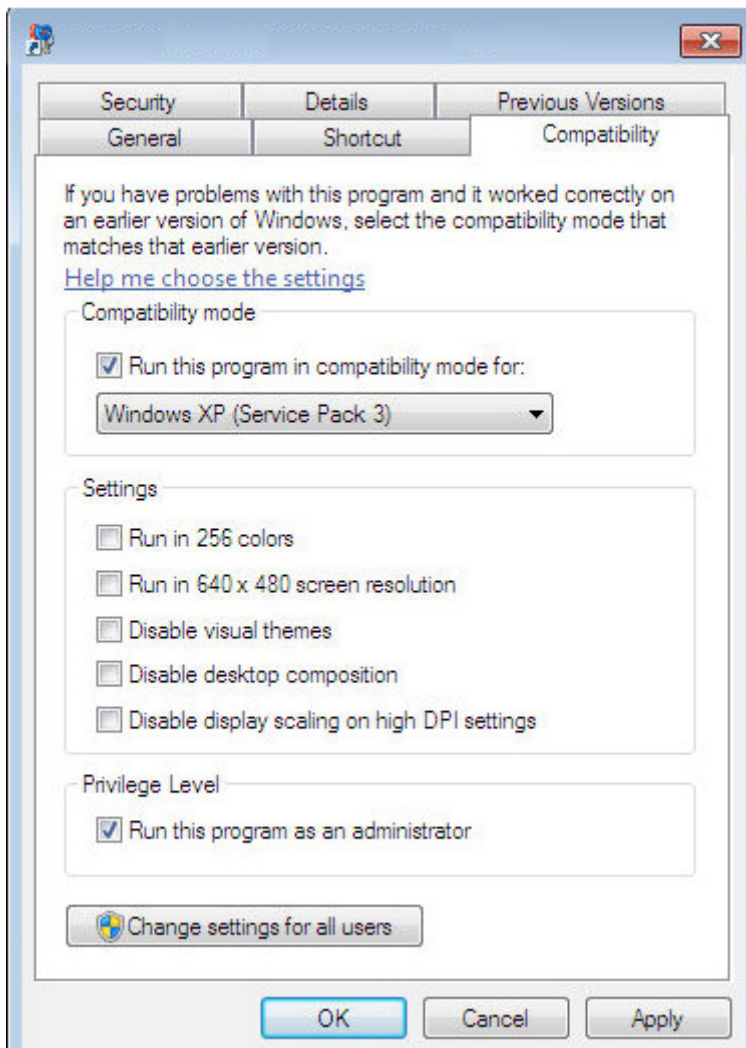 Security Details Previous Versions
General Shortcut Compatibility
If you have problems with this program and it worked correctly on
an earlier version of Windows, select the compatibility mode that
matches that earlier version.
Help me choose the settings
Compatibility mode
Run this program in compatibility mode for:
Windows XP (Service Pack 3)
Settings
Run in 256 colors
Run in 640 x 480 screen resolution
Disable visual themes
Disable desktop composition
Disable display scaling on high DPI settings
Privilege Level
Run this program as an administrator
Change settings for all users
OK Cancel Apply